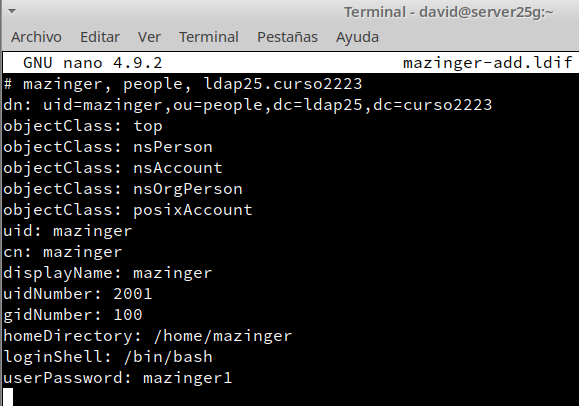 Terminal - david@server25g:~
Archivo Editar Ver Terminal Pestañas Ayuda
GNU nano 4.9.2 mazinger-add.ldif
# mazinger, people, ldap25.curso2223
dn: uid=mazinger,ou=people,dc=ldap25,dc=curso2223
objectClass: top
objectClass: nsPerson
objectClass: nsAccount
objectClass: nsOrgPerson
objectClass: posixAccount
uid: mazinger
cn: mazinger
displayName: mazinger
uidNumber: 2001
gidNumber: 100
homeDirectory: /home/mazinger
loginShell: /bin/bash
userPassword: mazinger1